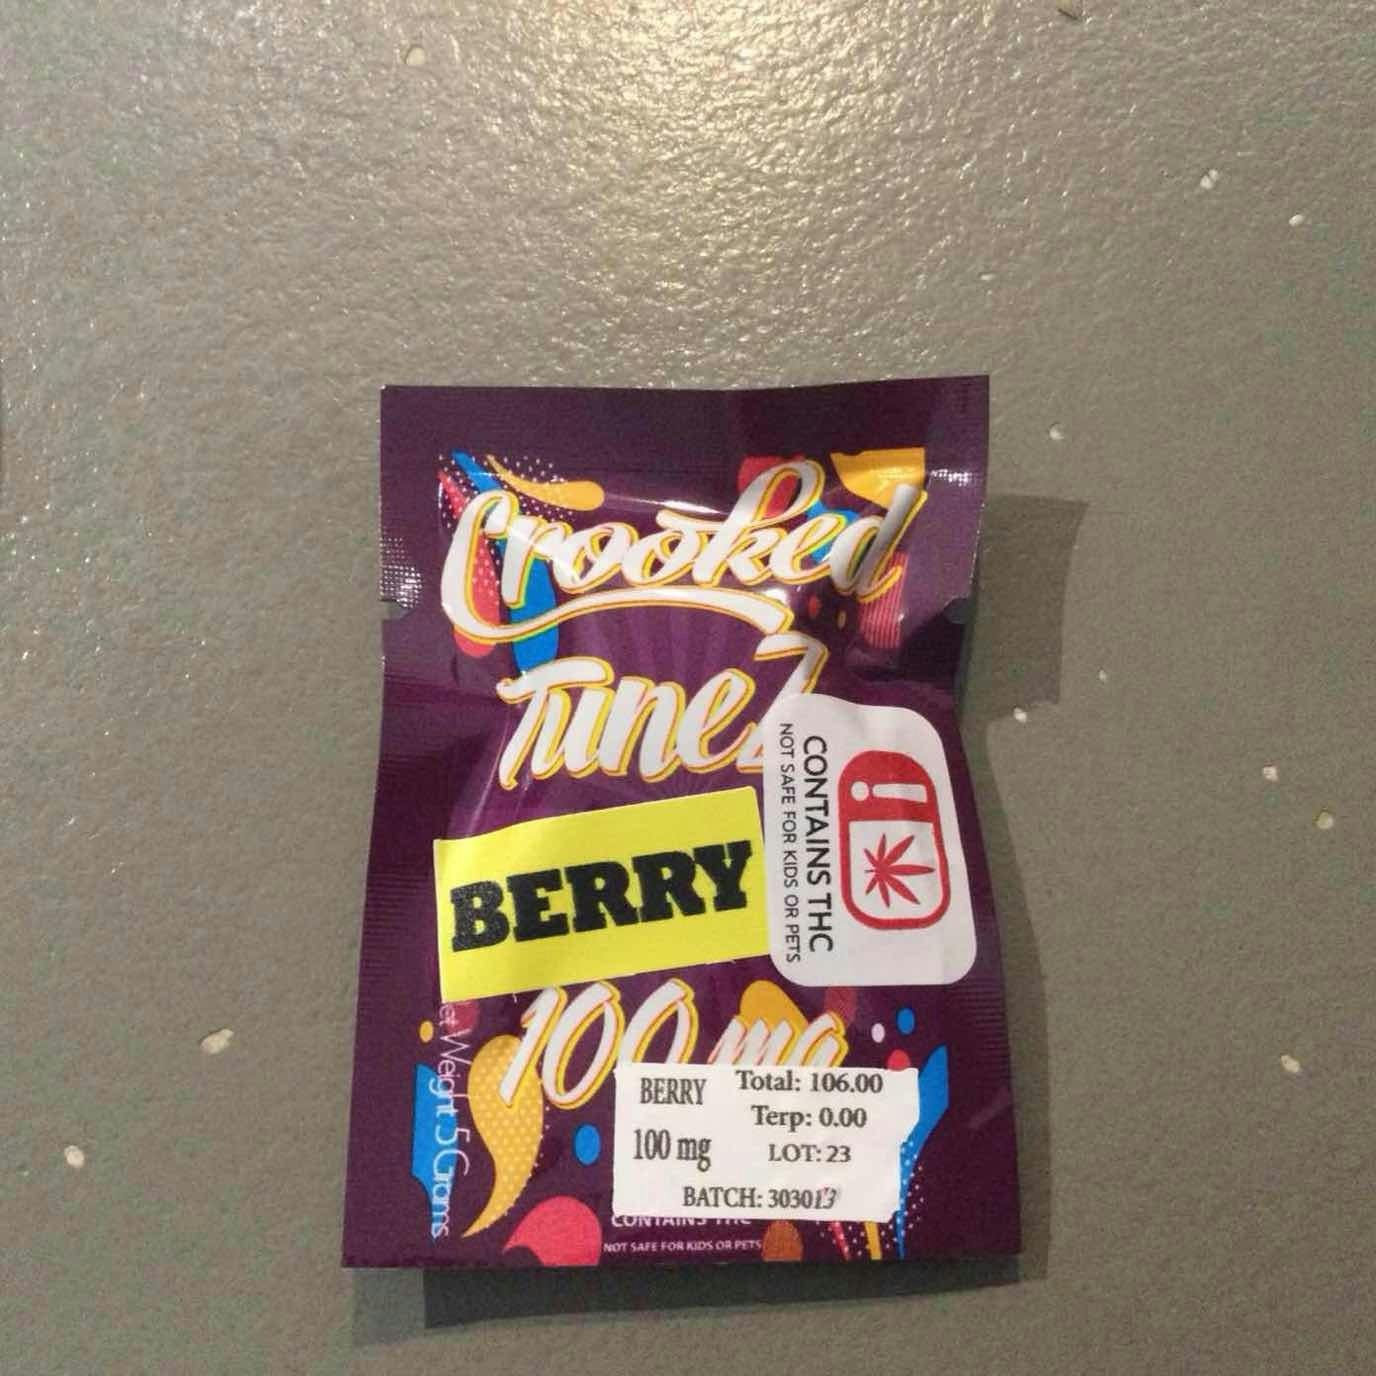 Crooked
TuneZ
CONTAINS THC
NOT SAFE FOR KIDS OR PETS
BERRY
100 mg
et Weight 5 Grams
BERRY
Total: 106.00
Terp: 0.00
100 mg
LOT: 23
BATCH: 303013
CONTAINS THC
NOT SAFE FOR KIDS OR PETS